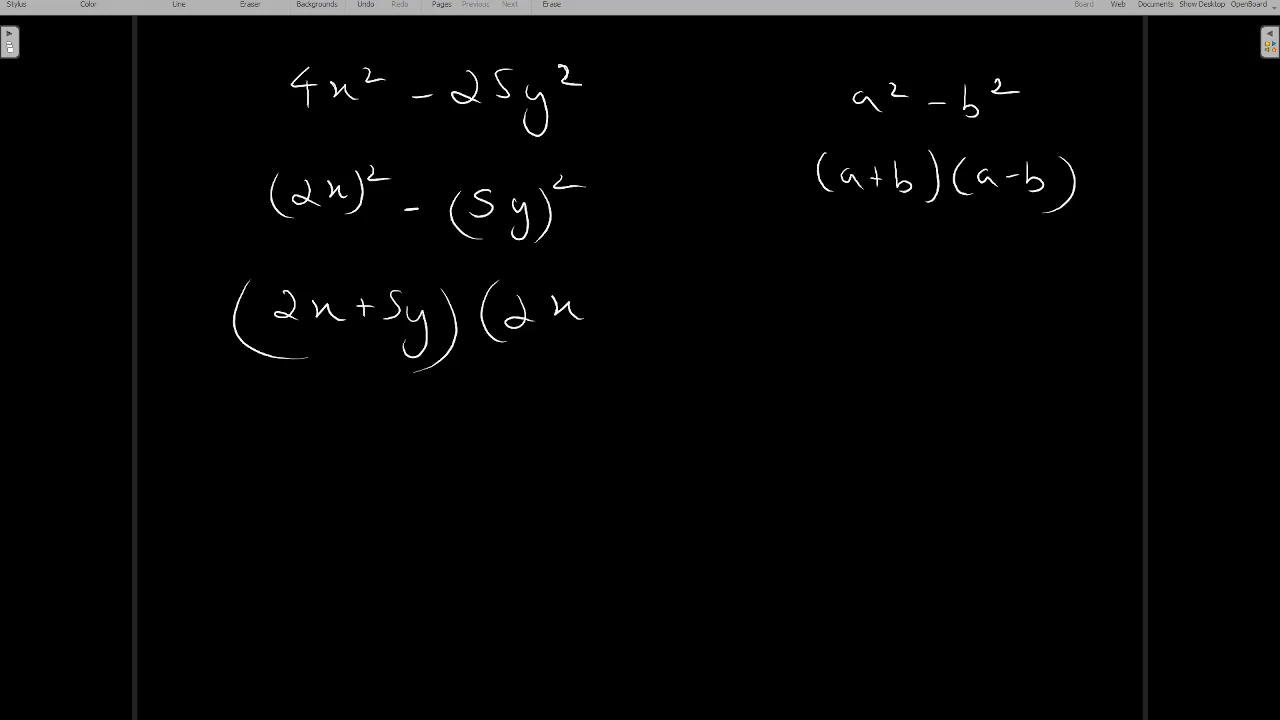 Stylus Color Line Eraser Backgrounds Undo Redo Pages Previous Next Erase Board Web Documents Show Desktop OpenBoard
4x² - 25y²
a² - b²
(2x)² - (5y)²
(a+b)(a-b)
(2x+5y)(2x